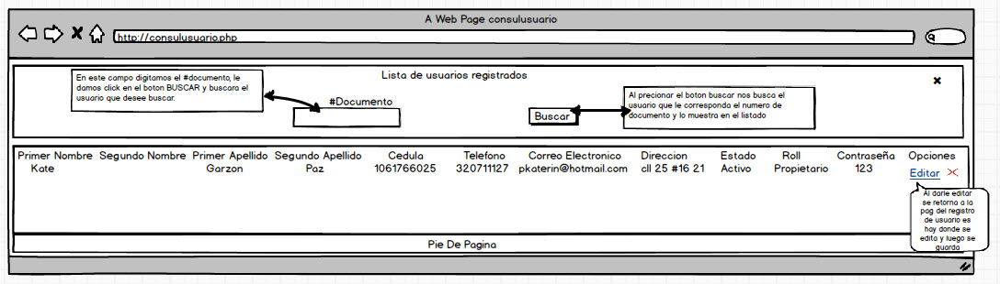 A Web Page consulusuario
http://consulusuario.php
Lista de usuarios registrados
En este campo digitamos el #documento, le
damos click en el boton BUSCAR y buscara el
usuario que desee buscar.
#Documento
Buscar
Al precionar el boton buscar nos busca el
usuario que le corresponda el numero de
documento y lo muestra en el listado
Primer Nombre Segundo Nombre Primer Apellido Segundo Apellido Cedula Telefono Correo Electronico Direccion Estado Roll Contraseña Opciones
Kate Garzon Paz 1061766025 320711127 pkaterin@hotmail.com cll 25 #16 21 Activo Propietario 123 Editar
Al darle editar
se retorna a la
pag del registro
de usuario es
hay donde se
edita y luego se
guarda
Pie De Pagina